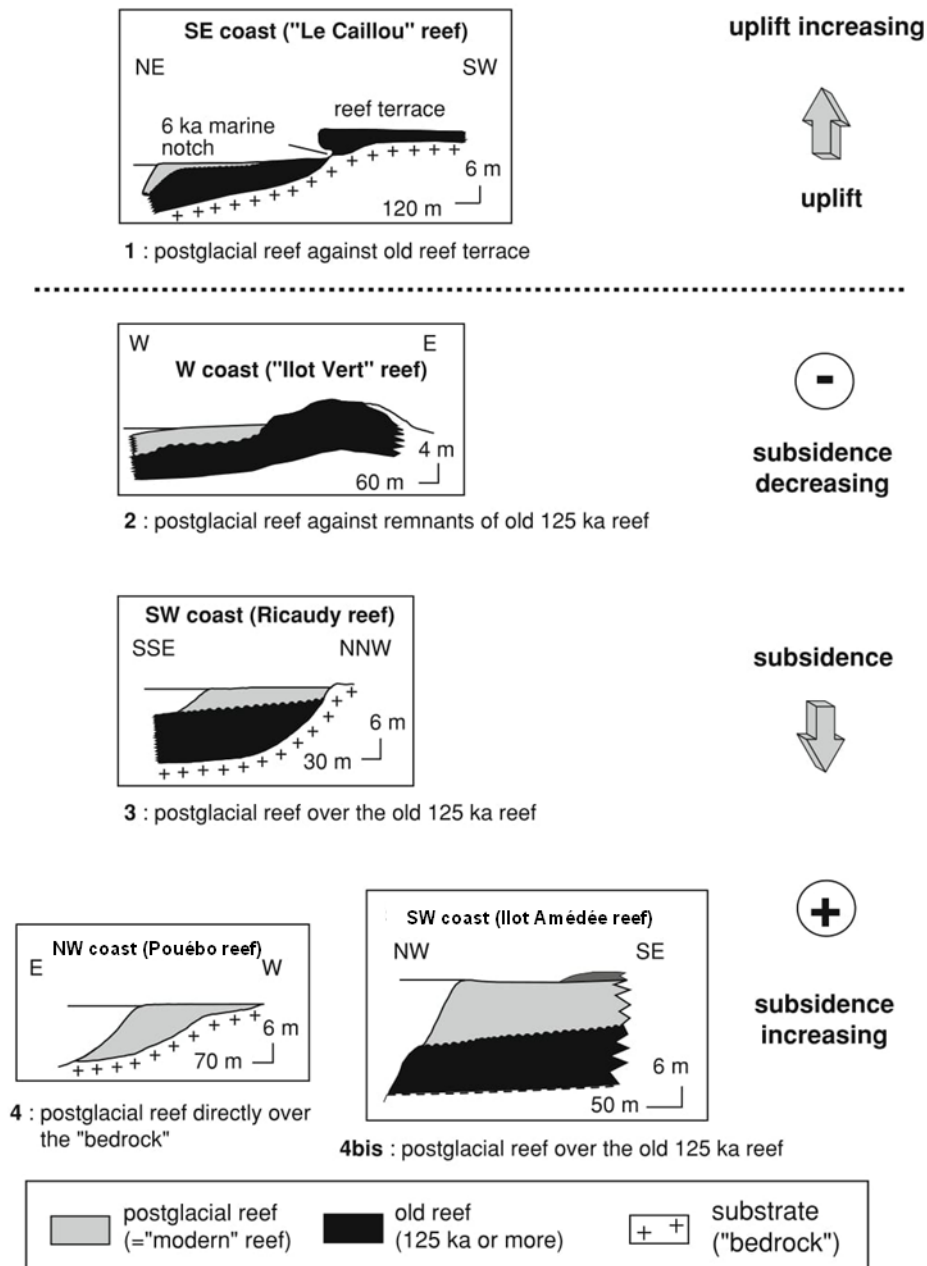 SE coast ("Le Caillou" reef)
NE
SW
reef terrace
6 ka marine
notch
6 m
120 m
1 : postglacial reef against old reef terrace
uplift increasing
uplift
W
E
W coast ("Ilot Vert" reef)
4 m
60 m
2 : postglacial reef against remnants of old 125 ka reef
-
subsidence
decreasing
SW coast (Ricaudy reef)
SSE
NNW
6 m
30 m
3 : postglacial reef over the old 125 ka reef
subsidence
NW coast (Pouébo reef)
E
W
6 m
70 m
4 : postglacial reef directly over
the "bedrock"
SW coast (Ilot Amédée reef)
NW
SE
6 m
50 m
4bis : postglacial reef over the old 125 ka reef
+
subsidence
increasing
postglacial reef
(="modern" reef)
old reef
(125 ka or more)
substrate
("bedrock")